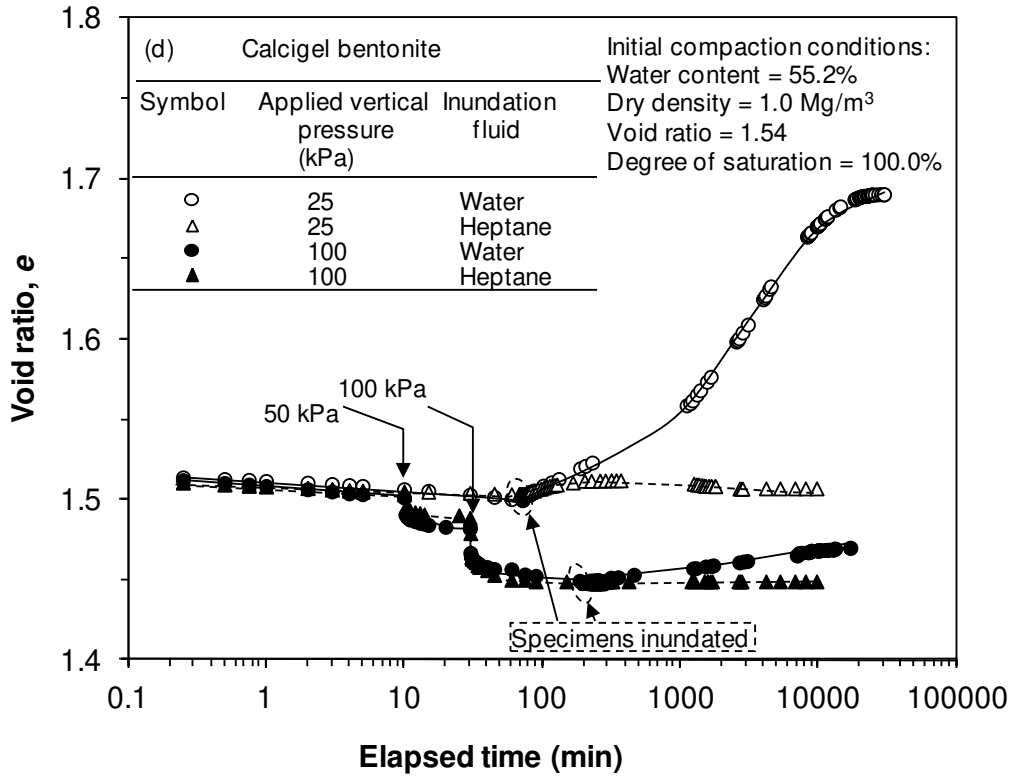 (d) Calcigel bentonite
Symbol Applied vertical pressure (kPa) Inundation fluid
25 Water
25 Heptane
100 Water
100 Heptane
Initial compaction conditions:
Water content = 55.2%
Dry density = 1.0 Mg/m³
Void ratio = 1.54
Degree of saturation = 100.0%
50 kPa
100 kPa
Specimens inundated
Void ratio, e
1.8
1.7
1.6
1.5
1.4
0.1 1 10 100 1000 10000 100000
Elapsed time (min)